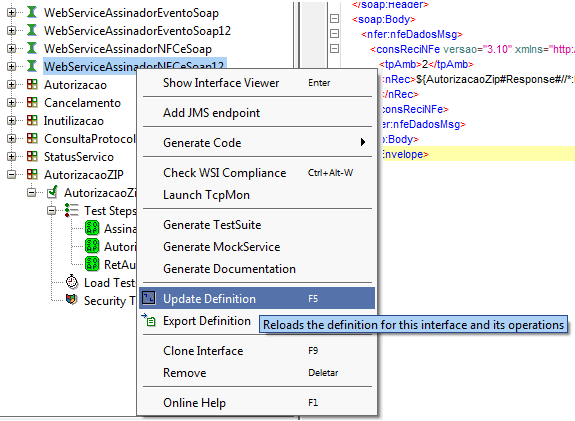 WebServiceAssinadorEventoSoap
WebServiceAssinadorEventoSoap12
WebServiceAssinadorNFCeSoap
WebServiceAssinadorNFCeSoap12
Autorizacao
Cancelamento
Inutilizacao
ConsultaProtocol
StatusServico
AutorizacaoZIP
AutorizacaoZi
Test Steps
Assina
Autori
RetAu
Load Test
Security T
Show Interface Viewer Enter
Add JMS endpoint
Generate Code
Check WSI Compliance Ctrl+Alt-W
Launch TcpMon
Generate TestSuite
Generate MockService
Generate Documentation
Update Definition F5
Export Definition
Reloads the definition for this interface and its operations
Clone Interface F9
Remove Deletar
Online Help F1
</soap:Header>
<soap:Body>
<nfer:nfeDadosMsg>
<consReciNFe versao="3.10" xmlns="http:
<tpAmb>2</tpAmb>
nRec>${AutorizacaoZip#Response#//*:
/nRec>
consReciNFe>
er:nfeDadosMsg>
p:Body>
Envelope>